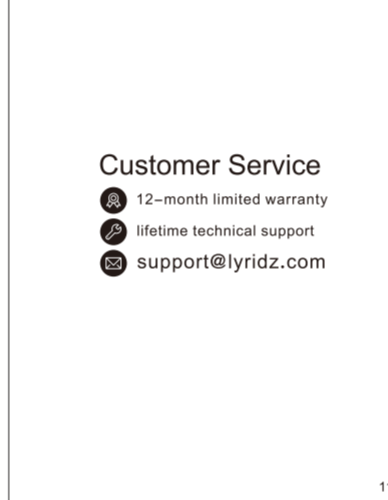 Customer Service
12-month limited warranty
lifetime technical support
support@lyridz.com